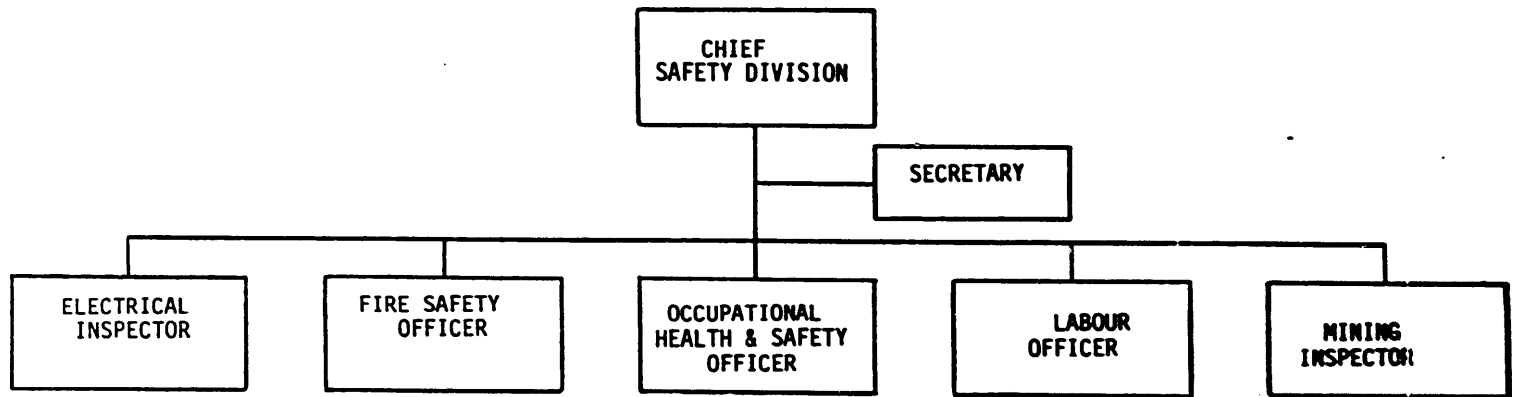 CHIEF
SAFETY DIVISION
SECRETARY
ELECTRICAL
INSPECTOR
FIRE SAFETY
OFFICER
OCCUPATIONAL
HEALTH & SAFETY
OFFICER
LABOUR
OFFICER
MINING
INSPECTOR